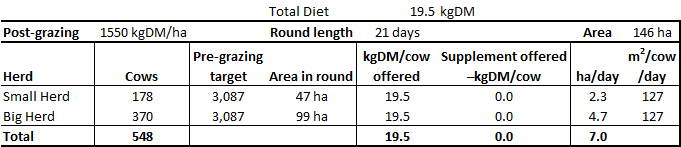 Total Diet 19.5 kgDM
Post-grazing 1550 kgDM/ha Round length 21 days Area 146 ha
Pre-grazing kgDM/cow Supplement offered m²/cow
Herd Cows target Area in round offered –kgDM/cow ha/day /day
Small Herd 178 3,087 47 ha 19.5 0.0 2.3 127
Big Herd 370 3,087 99 ha 19.5 0.0 4.7 127
Total 548 19.5 0.0 7.0